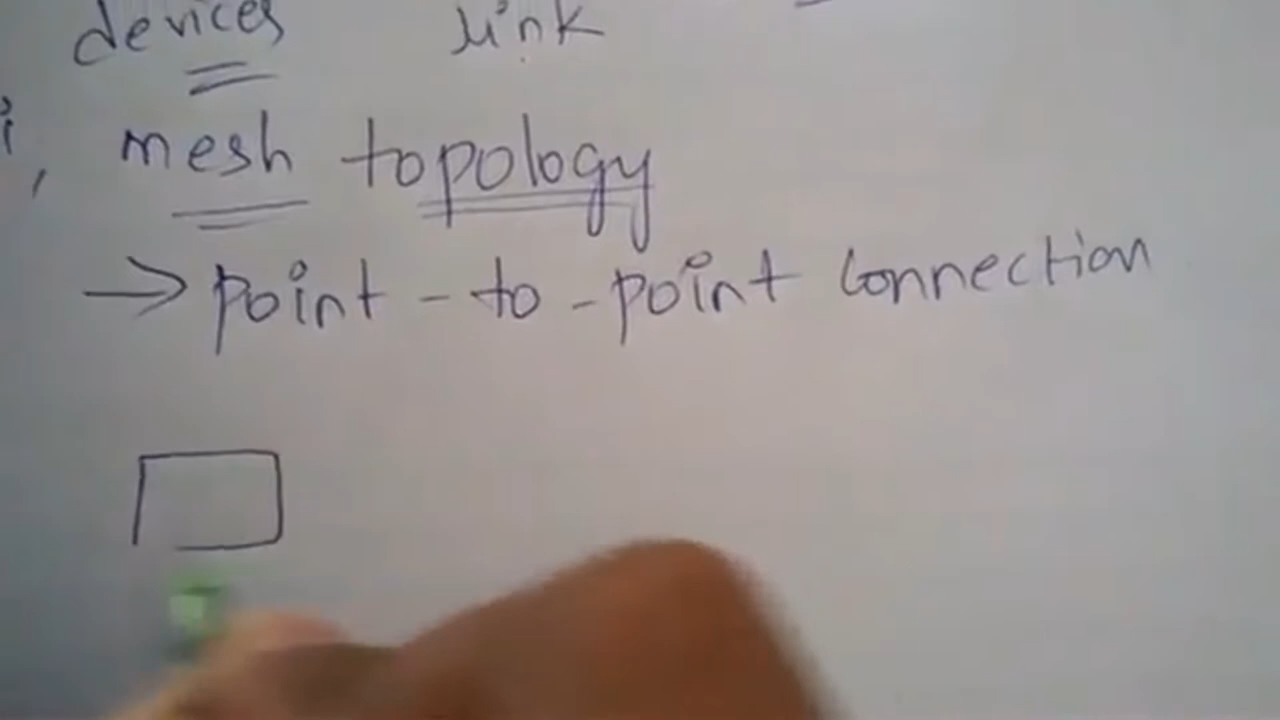 devices link
i, mesh topology
→ point - to - point connection